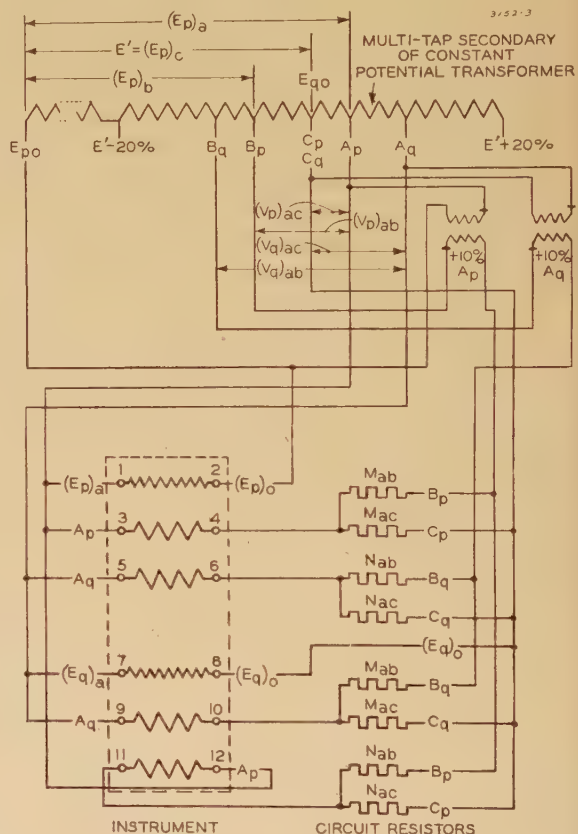 3152-3
(Ep)a
E'=(Ep)c
(Ep)b
Eqo
MULTI-TAP SECONDARY
OF CONSTANT
POTENTIAL TRANSFORMER
Epo
E'-20%
Bq
Bp
Cp
Cq
Ap
Aq
E'+20%
(Vp)ac
(Vp)ab
(Vq)ac
(Vq)ab
+10%
Ap
+10%
Aq
(Ep)a 1 2 (Ep)o
Mab Bp
Ap 3 4 Mac Cp
Aq 5 6 Nab Bq
Nac Cq
(Eq)o
(Eq)a 7 8 (Eq)o
Mab Bq
Aq 9 10 Mac Cq
11 12 Ap
Nab Bp
Nac Cp
INSTRUMENT CIRCUIT RESISTORS